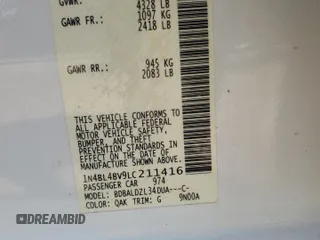 GVWR: 4328 LB
GAWR FR.: 1097 KG
2418 LB
GAWR RR.: 945 KG
2083 LB
THIS VEHICLE CONFORMS TO ALL
APPLICABLE U.S. FEDERAL
MOTOR VEHICLE SAFETY,
BUMPER, AND THEFT
PREVENTION STANDARDS IN
EFFECT ON THE DATE OF
MANUFACTURE SHOWN ABOVE.
1N4BL4BV9LC211416
PASSENGER CAR 974
MODEL: BDBALDZL34DUA---C-
COLOR: QAK TRIM: G 9N00A